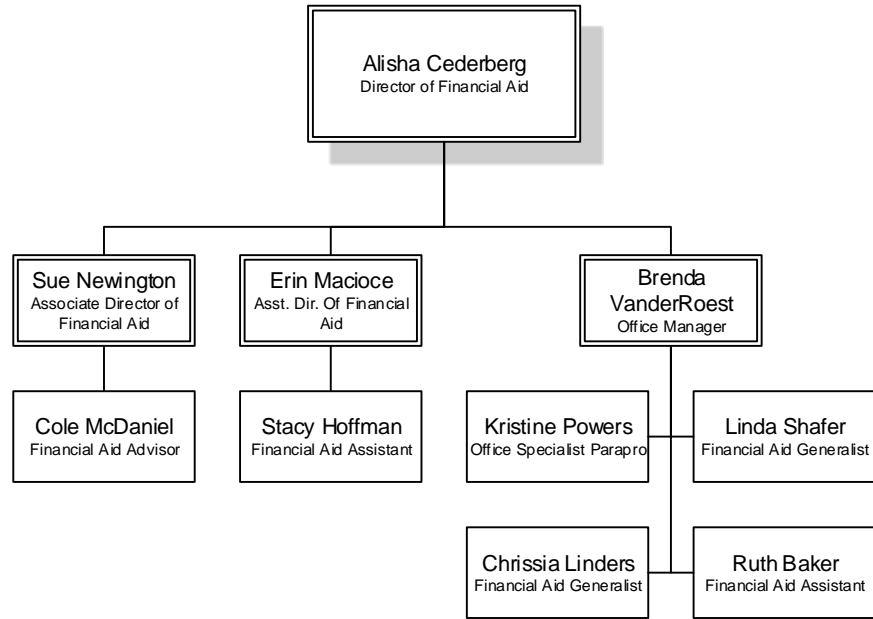 Alisha Cederberg
Director of Financial Aid
Sue Newington
Associate Director of
Financial Aid
Erin Macioce
Asst. Dir. Of Financial
Aid
Brenda
VanderRoest
Office Manager
Cole McDaniel
Financial Aid Advisor
Stacy Hoffman
Financial Aid Assistant
Kristine Powers
Office Specialist Parapro
Linda Shafer
Financial Aid Generalist
Chrissia Linders
Financial Aid Generalist
Ruth Baker
Financial Aid Assistant